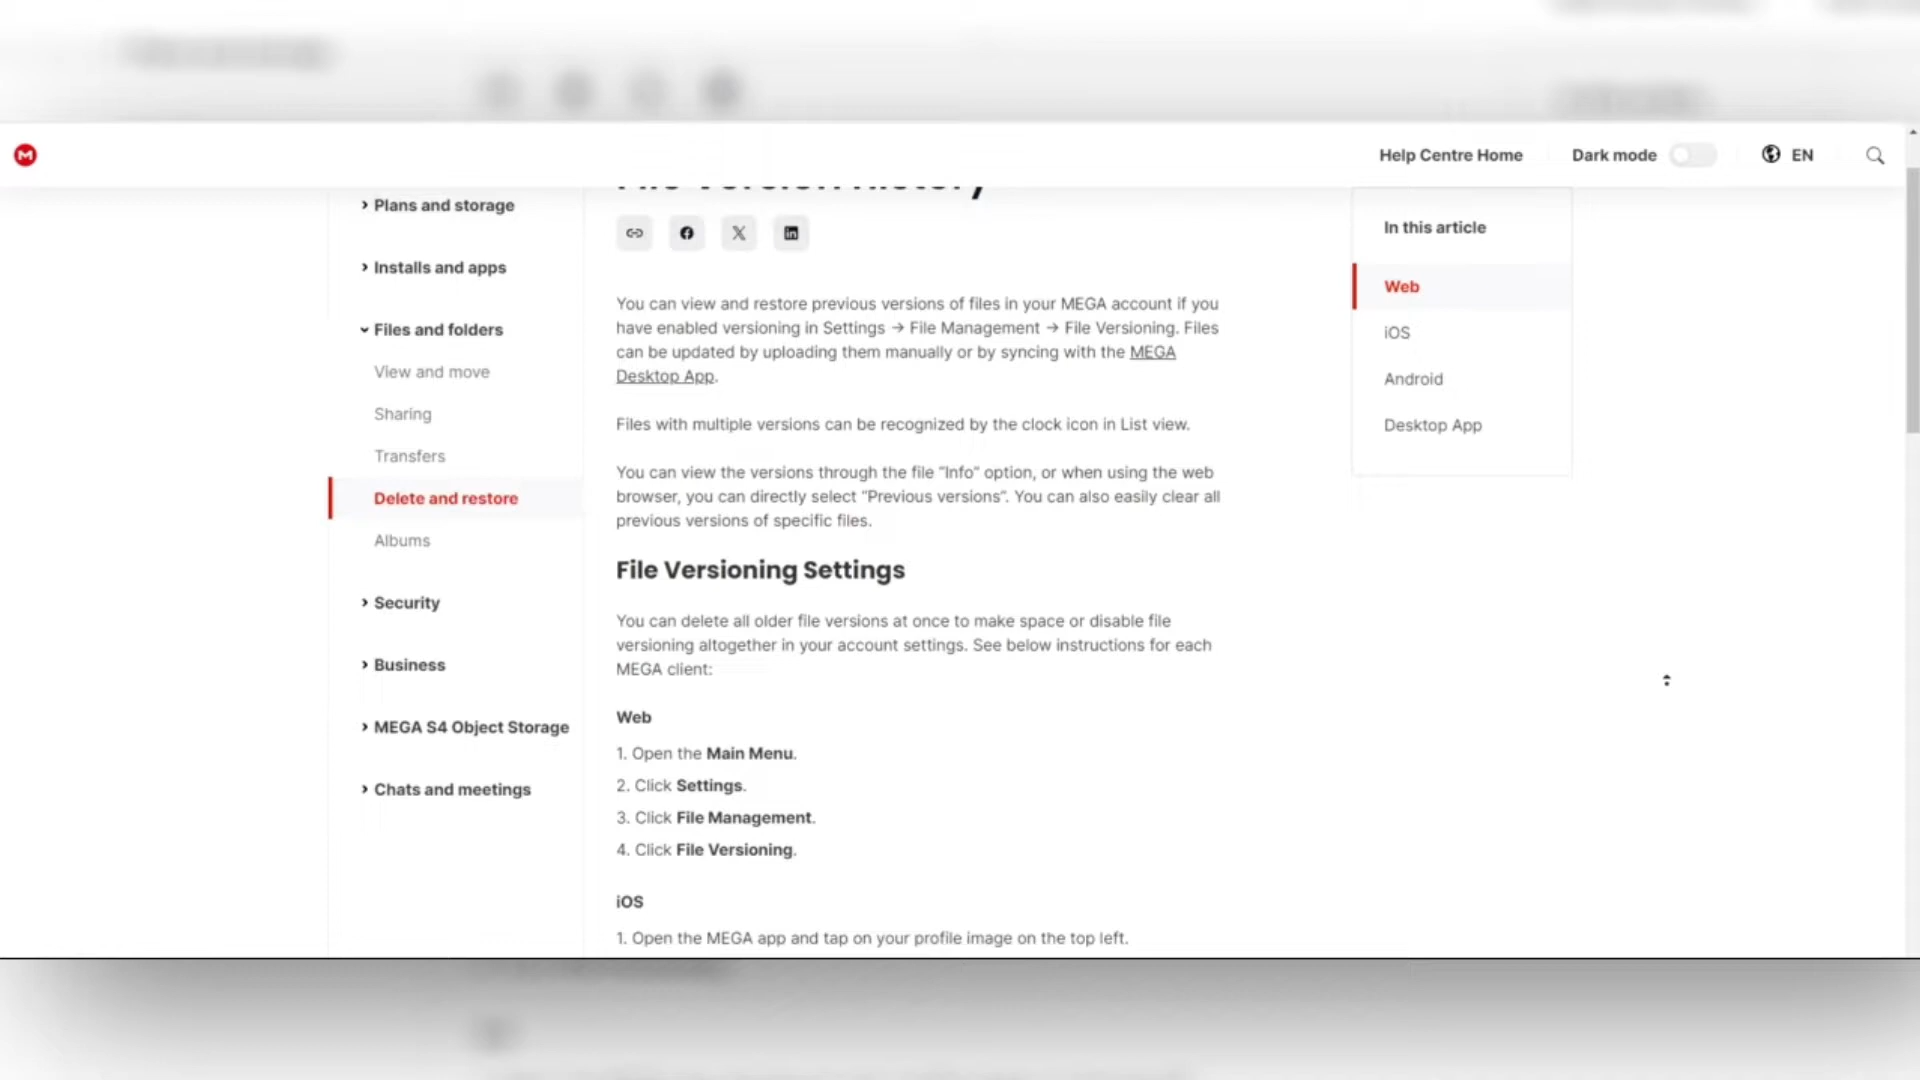 Help Centre Home
Dark mode
EN
File Version History
Plans and storage
Installs and apps
Files and folders
View and move
Sharing
Transfers
Delete and restore
Albums
Security
Business
MEGA S4 Object Storage
Chats and meetings
You can view and restore previous versions of files in your MEGA account if you
have enabled versioning in Settings → File Management → File Versioning. Files
can be updated by uploading them manually or by syncing with the MEGA
Desktop App.
Files with multiple versions can be recognized by the clock icon in List view.
You can view the versions through the file “Info” option, or when using the web
browser, you can directly select “Previous versions”. You can also easily clear all
previous versions of specific files.
File Versioning Settings
You can delete all older file versions at once to make space or disable file
versioning altogether in your account settings. See below instructions for each
MEGA client:
Web
1. Open the Main Menu.
2. Click Settings.
3. Click File Management.
4. Click File Versioning.
iOS
1. Open the MEGA app and tap on your profile image on the top left.
In this article
Web
iOS
Android
Desktop App